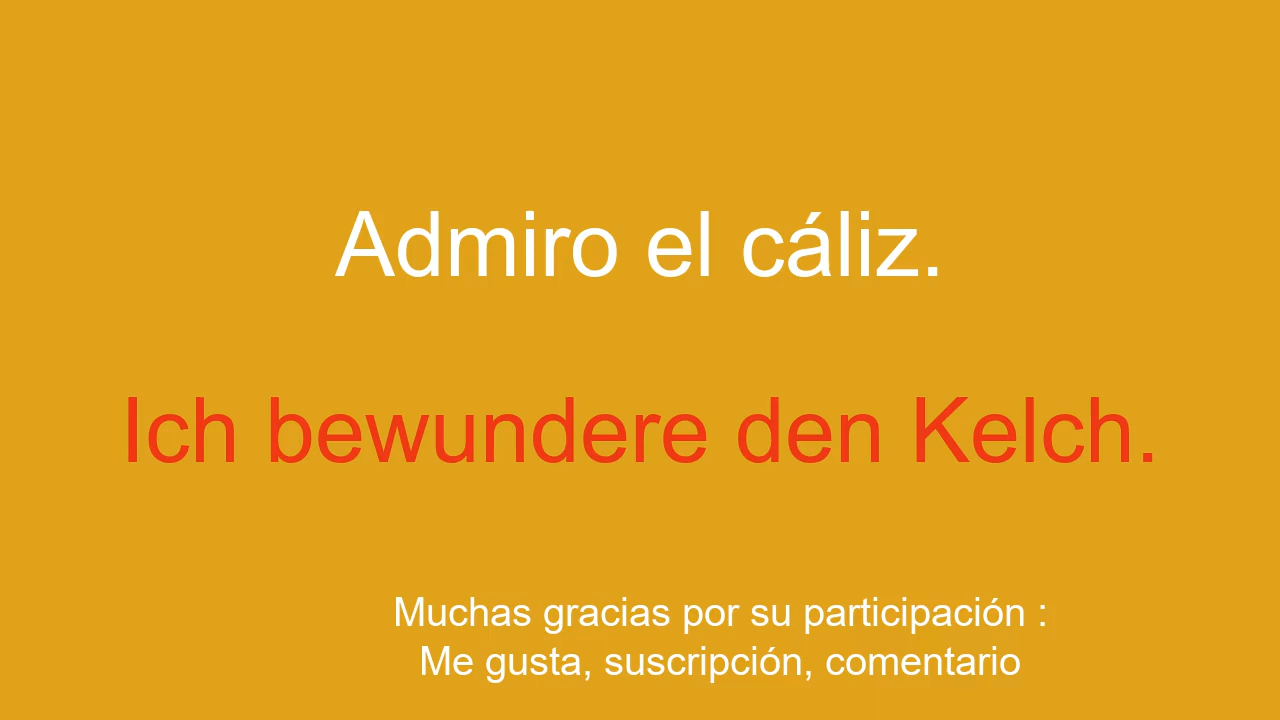 Admiro el cáliz.
Ich bewundere den Kelch.
Muchas gracias por su participación :
Me gusta, suscripción, comentario